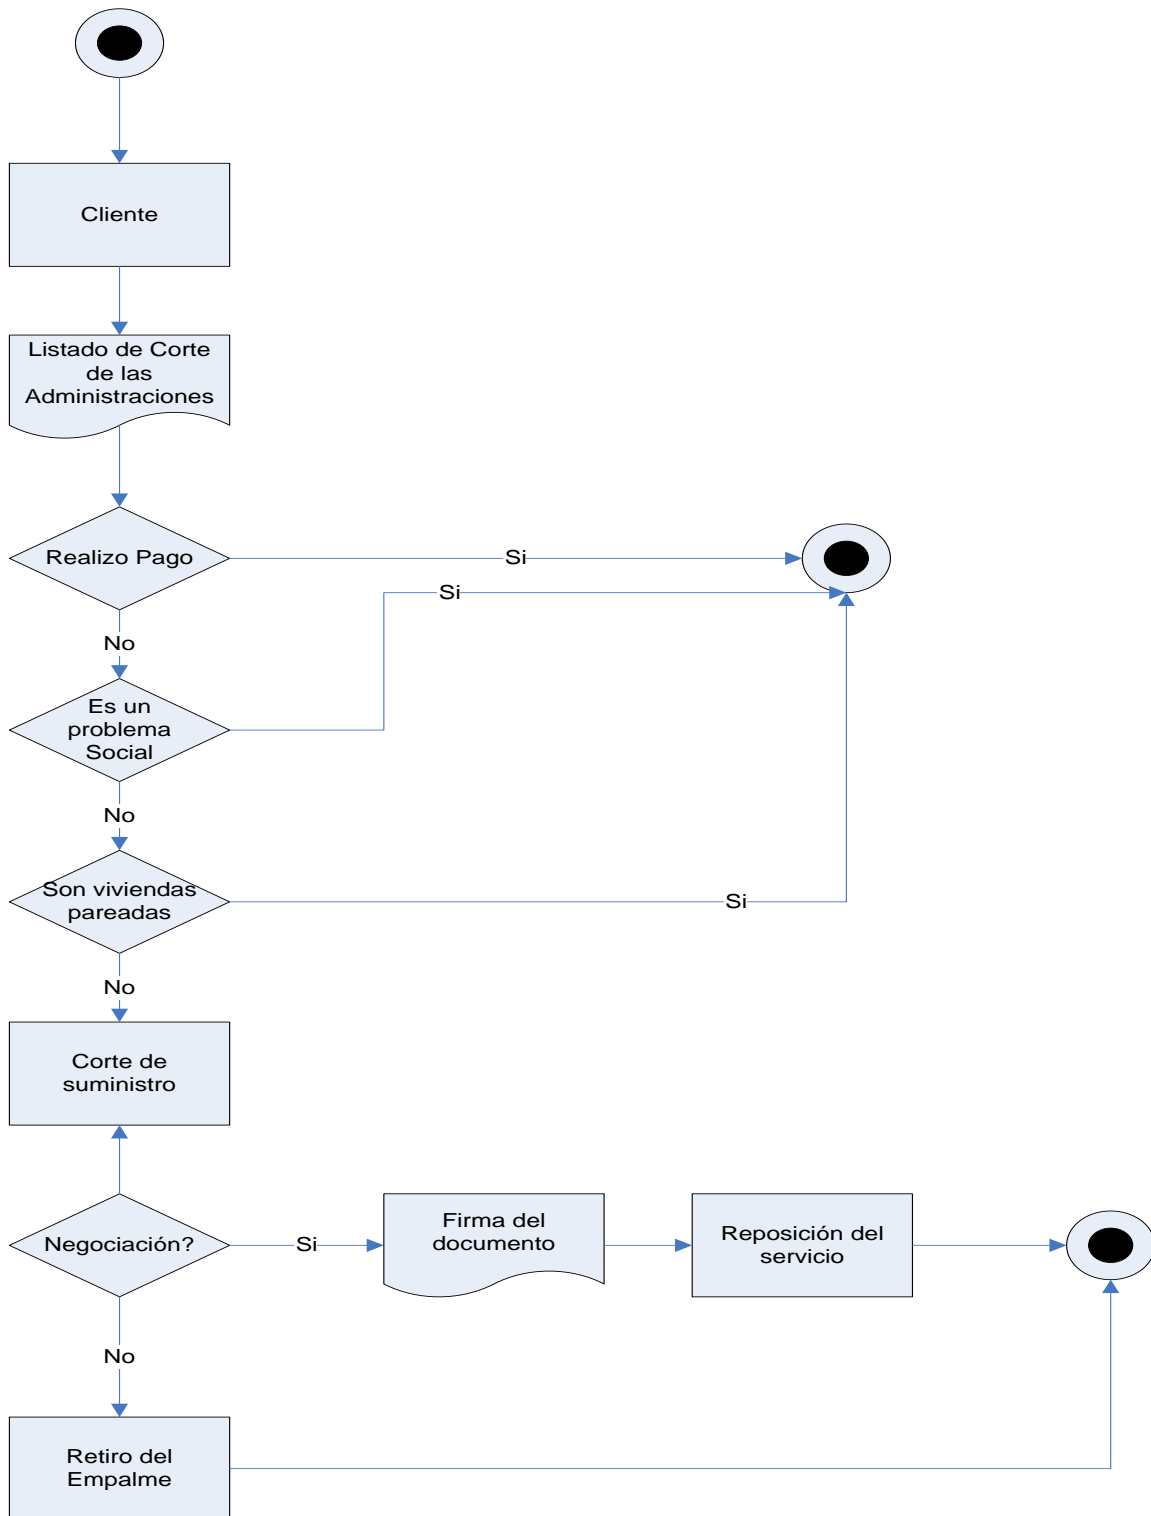 Cliente
Listado de Corte
de las
Administraciones
Realizo Pago
Si
Si
No
Es un
problema
Social
No
Son viviendas
pareadas
Si
No
Corte de
suministro
Negociación?
Si
Firma del
documento
Reposición del
servicio
No
Retiro del
Empalme